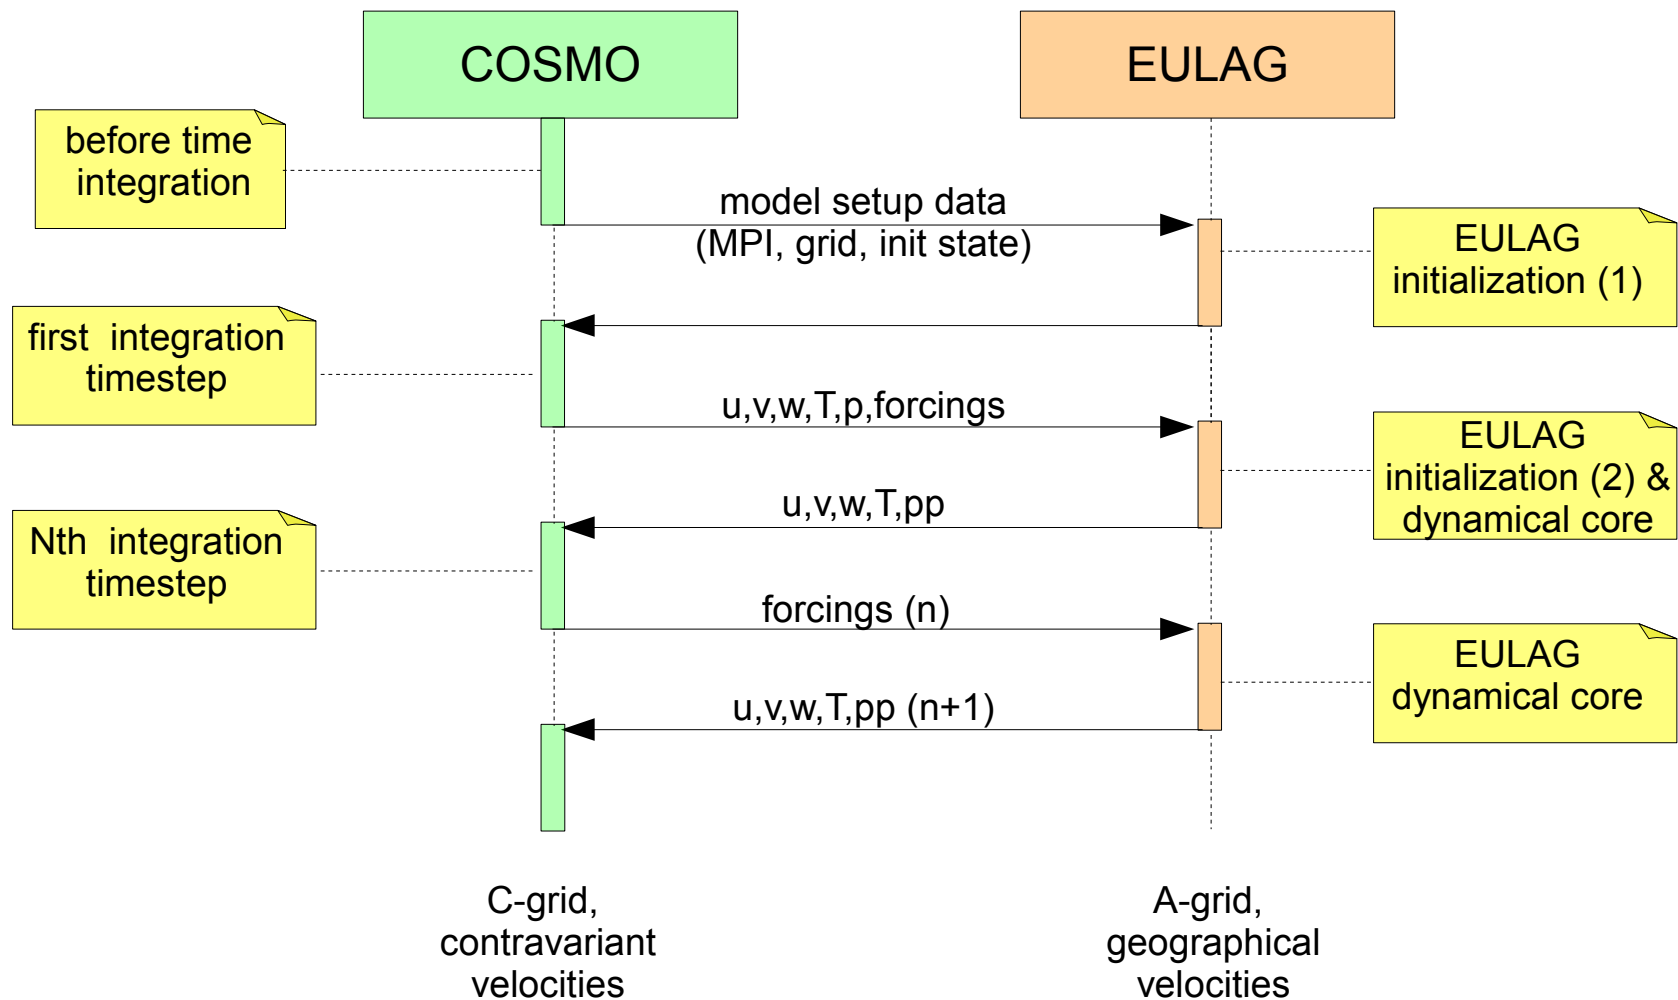 COSMO
EULAG
before time
integration
model setup data
(MPI, grid, init state)
EULAG
initialization (1)
first integration
timestep
u,v,w,T,p,forcings
EULAG
initialization (2) &
dynamical core
u,v,w,T,pp
Nth integration
timestep
forcings (n)
EULAG
dynamical core
u,v,w,T,pp (n+1)
C-grid,
contravariant
velocities
A-grid,
geographical
velocities